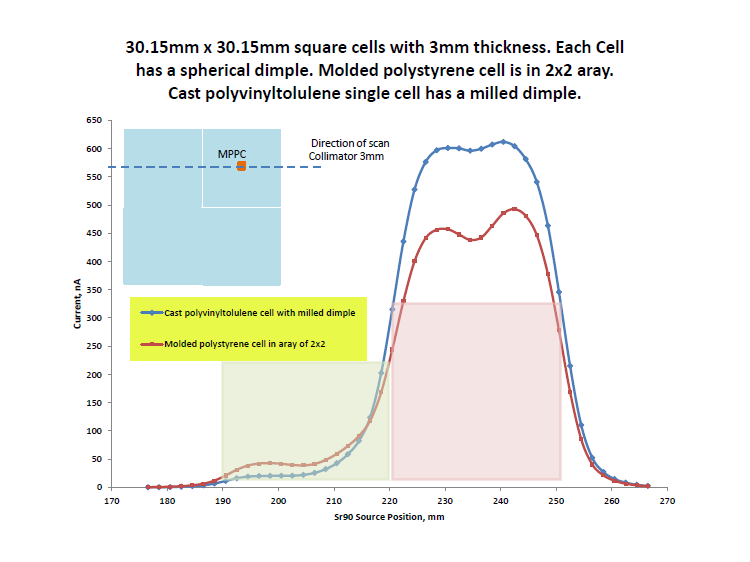 30.15mm x 30.15mm square cells with 3mm thickness. Each Cell
has a spherical dimple. Molded polystyrene cell is in 2x2 aray.
Cast polyvinyltolulene single cell has a milled dimple.
650
600
550
500
450
400
350
300
250
200
150
100
50
0
Current, nA
MPPC
Direction of scan
Collimator 3mm
Cast polyvinyltolulene cell with milled dimple
Molded polystyrene cell in aray of 2x2
170 180 190 200 210 220 230 240 250 260 270
Sr90 Source Position, mm